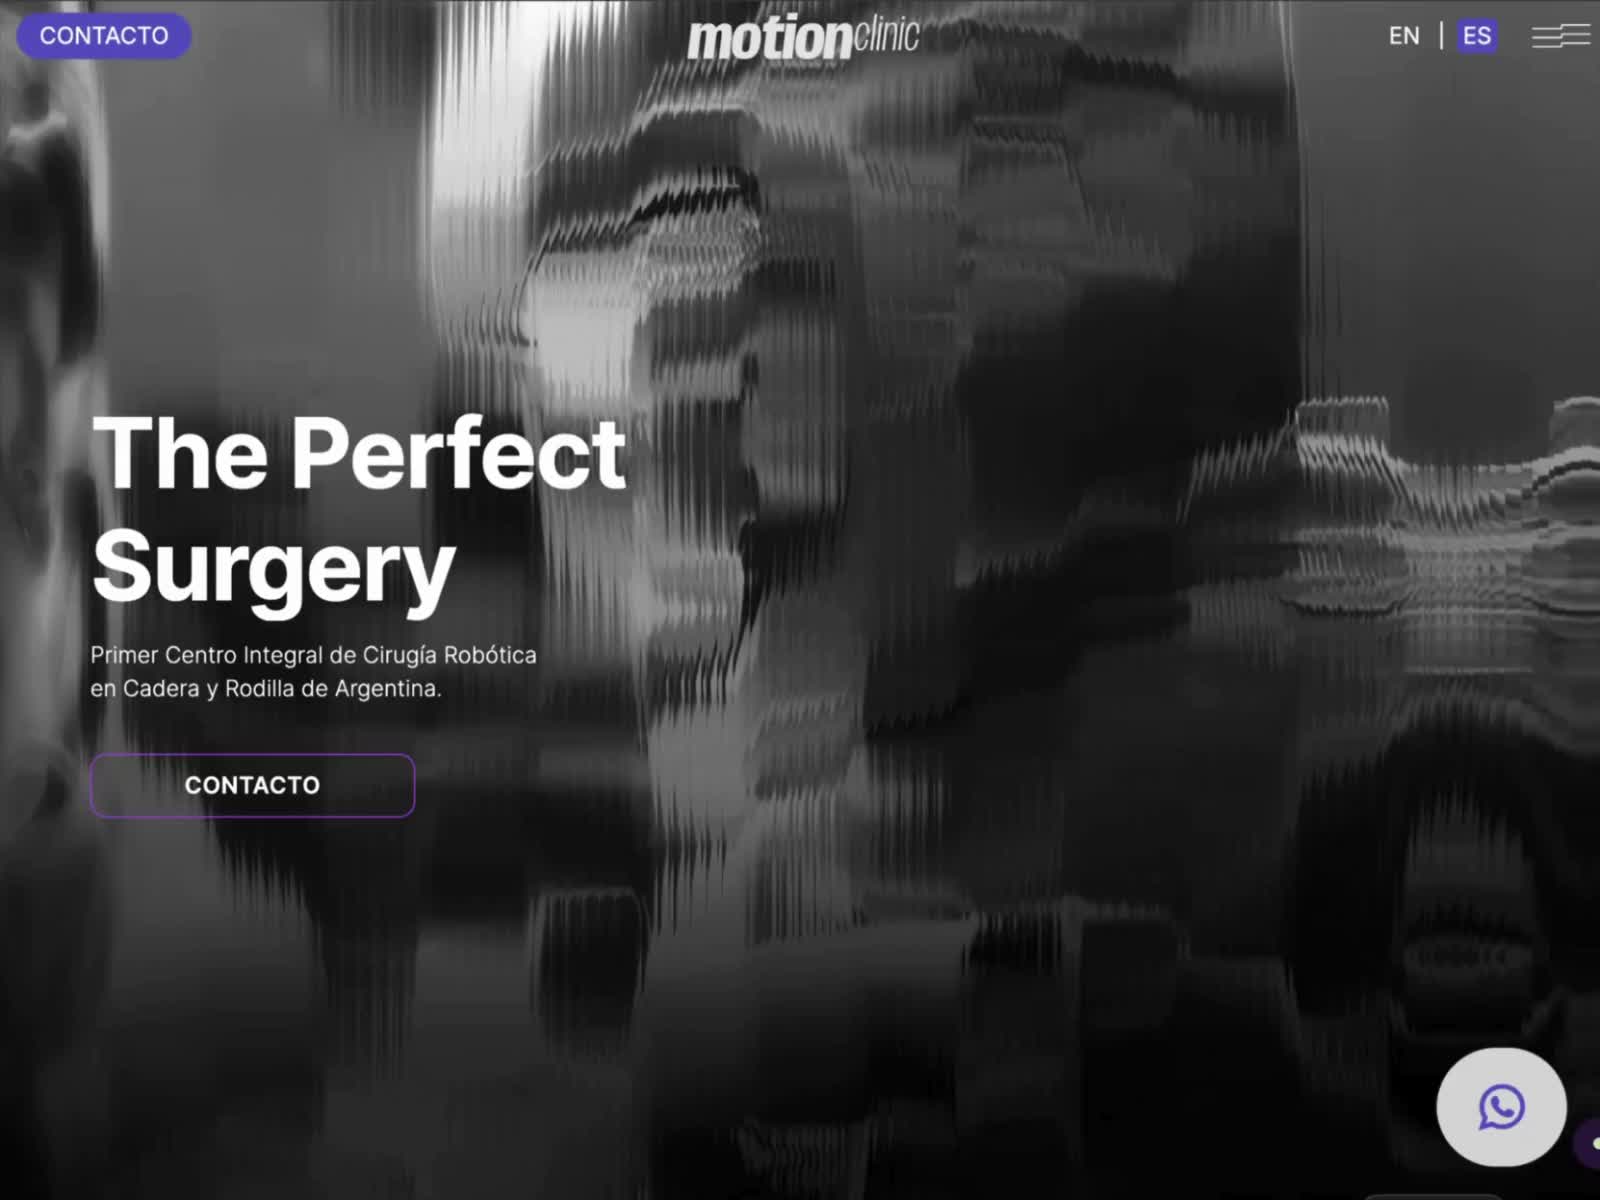 CONTACTO
motionclinic
EN | ES
The Perfect
Surgery
Primer Centro Integral de Cirugía Robótica
en Cadera y Rodilla de Argentina.
CONTACTO